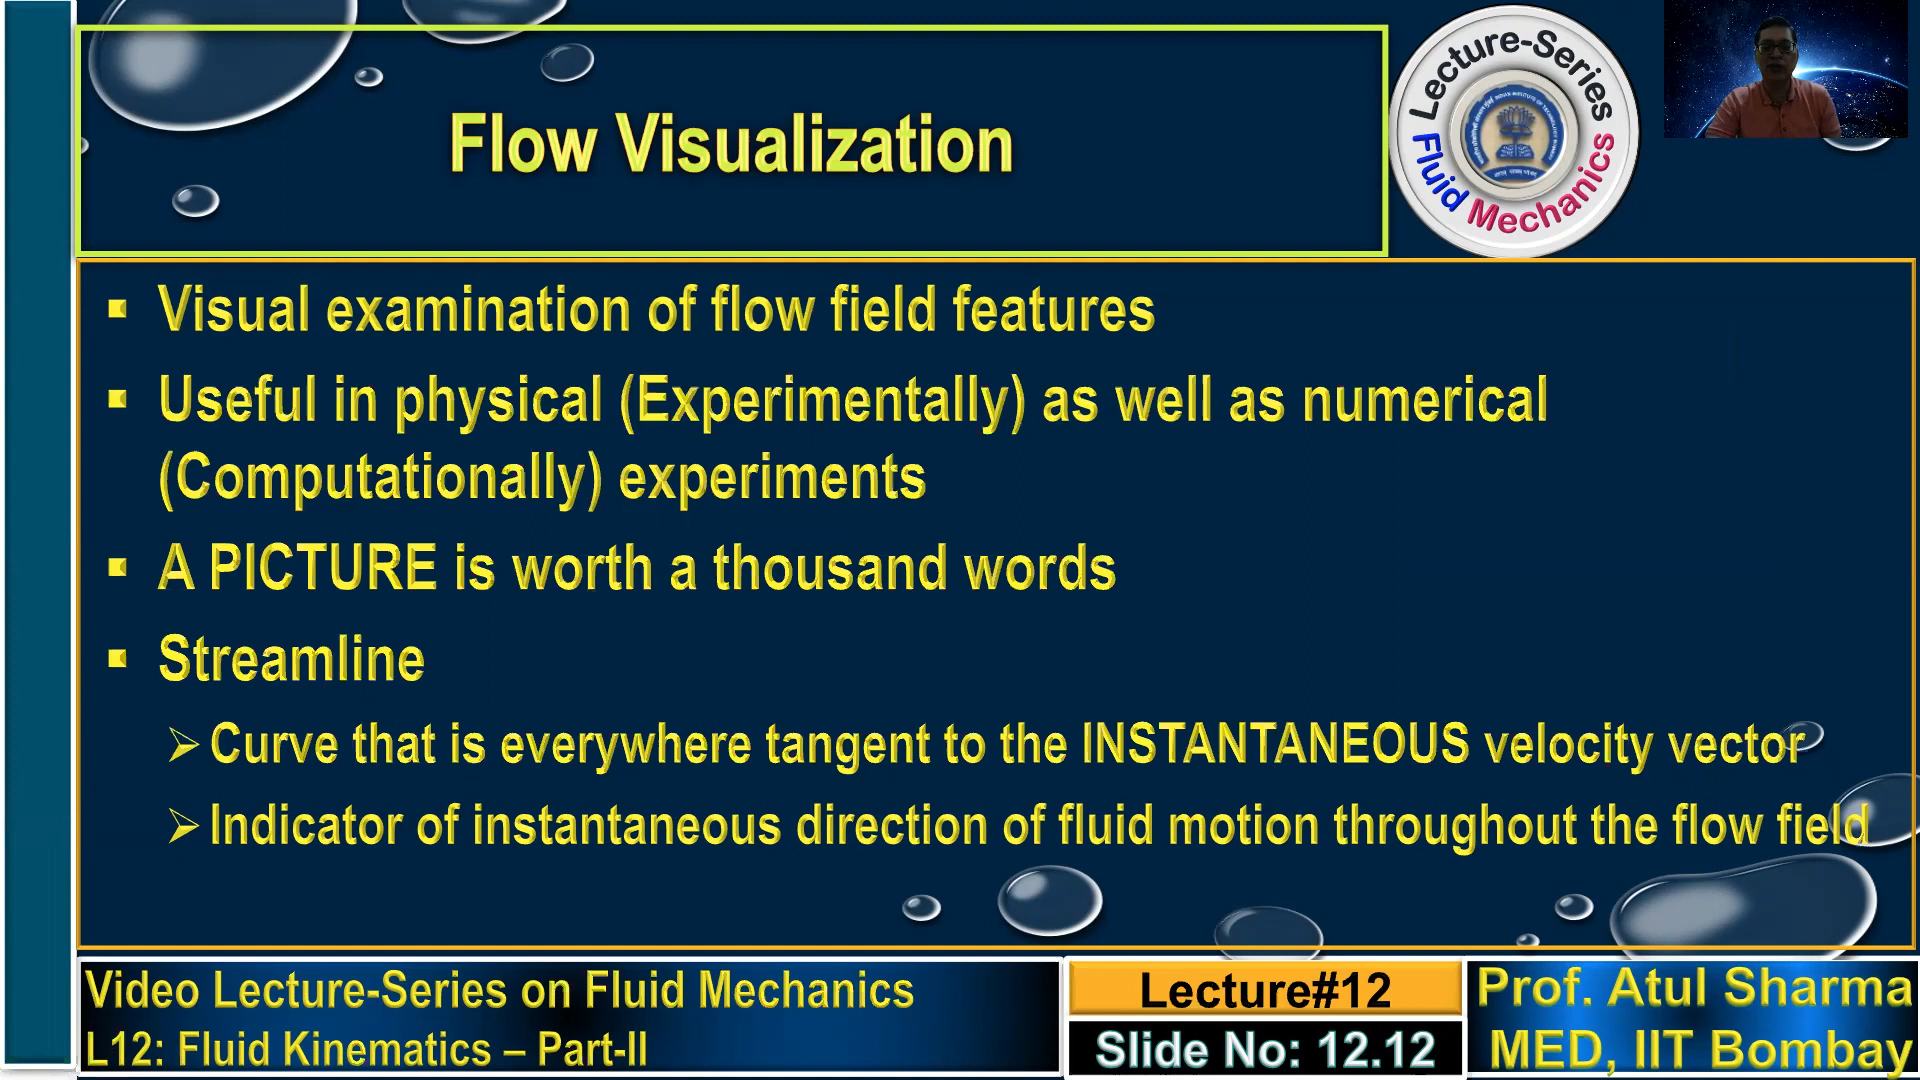 Flow Visualization
Lecture-Series
Fluid Mechanics
▪ Visual examination of flow field features
▪ Useful in physical (Experimentally) as well as numerical
(Computationally) experiments
▪ A PICTURE is worth a thousand words
▪ Streamline
➢ Curve that is everywhere tangent to the INSTANTANEOUS velocity vector
➢ Indicator of instantaneous direction of fluid motion throughout the flow field
Video Lecture-Series on Fluid Mechanics
L12: Fluid Kinematics – Part-II
Lecture#12
Slide No: 12.12
Prof. Atul Sharma
MED, IIT Bombay